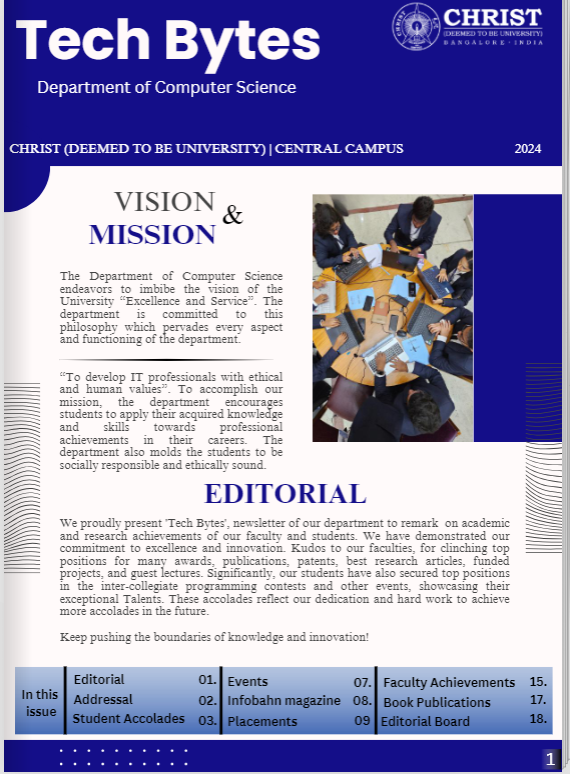 Tech Bytes
Department of Computer Science
CHRIST
(DEEMED TO BE UNIVERSITY)
BANGALORE · INDIA
CHRIST (DEEMED TO BE UNIVERSITY) | CENTRAL CAMPUS
2024
VISION
&
MISSION
The Department of Computer Science
endeavors to imbibe the vision of the
University “Excellence and Service”. The
department is committed to this
philosophy which pervades every aspect
and functioning of the department.
“To develop IT professionals with ethical
and human values”. To accomplish our
mission, the department encourages
students to apply their acquired knowledge
and skills towards professional
achievements in their careers. The
department also molds the students to be
socially responsible and ethically sound.
EDITORIAL
We proudly present 'Tech Bytes', newsletter of our department to remark on academic
and research achievements of our faculty and students. We have demonstrated our
commitment to excellence and innovation. Kudos to our faculties, for clinching top
positions for many awards, publications, patents, best research articles, funded
projects, and guest lectures. Significantly, our students have also secured top positions
in the inter-collegiate programming contests and other events, showcasing their
exceptional Talents. These accolades reflect our dedication and hard work to achieve
more accolades in the future.
Keep pushing the boundaries of knowledge and innovation!
In this
issue
Editorial 01.
Addressal 02.
Student Accolades 03.
Events 07.
Infobahn magazine 08.
Placements 09
Faculty Achievements 15.
Book Publications 17.
Editorial Board 18.
1